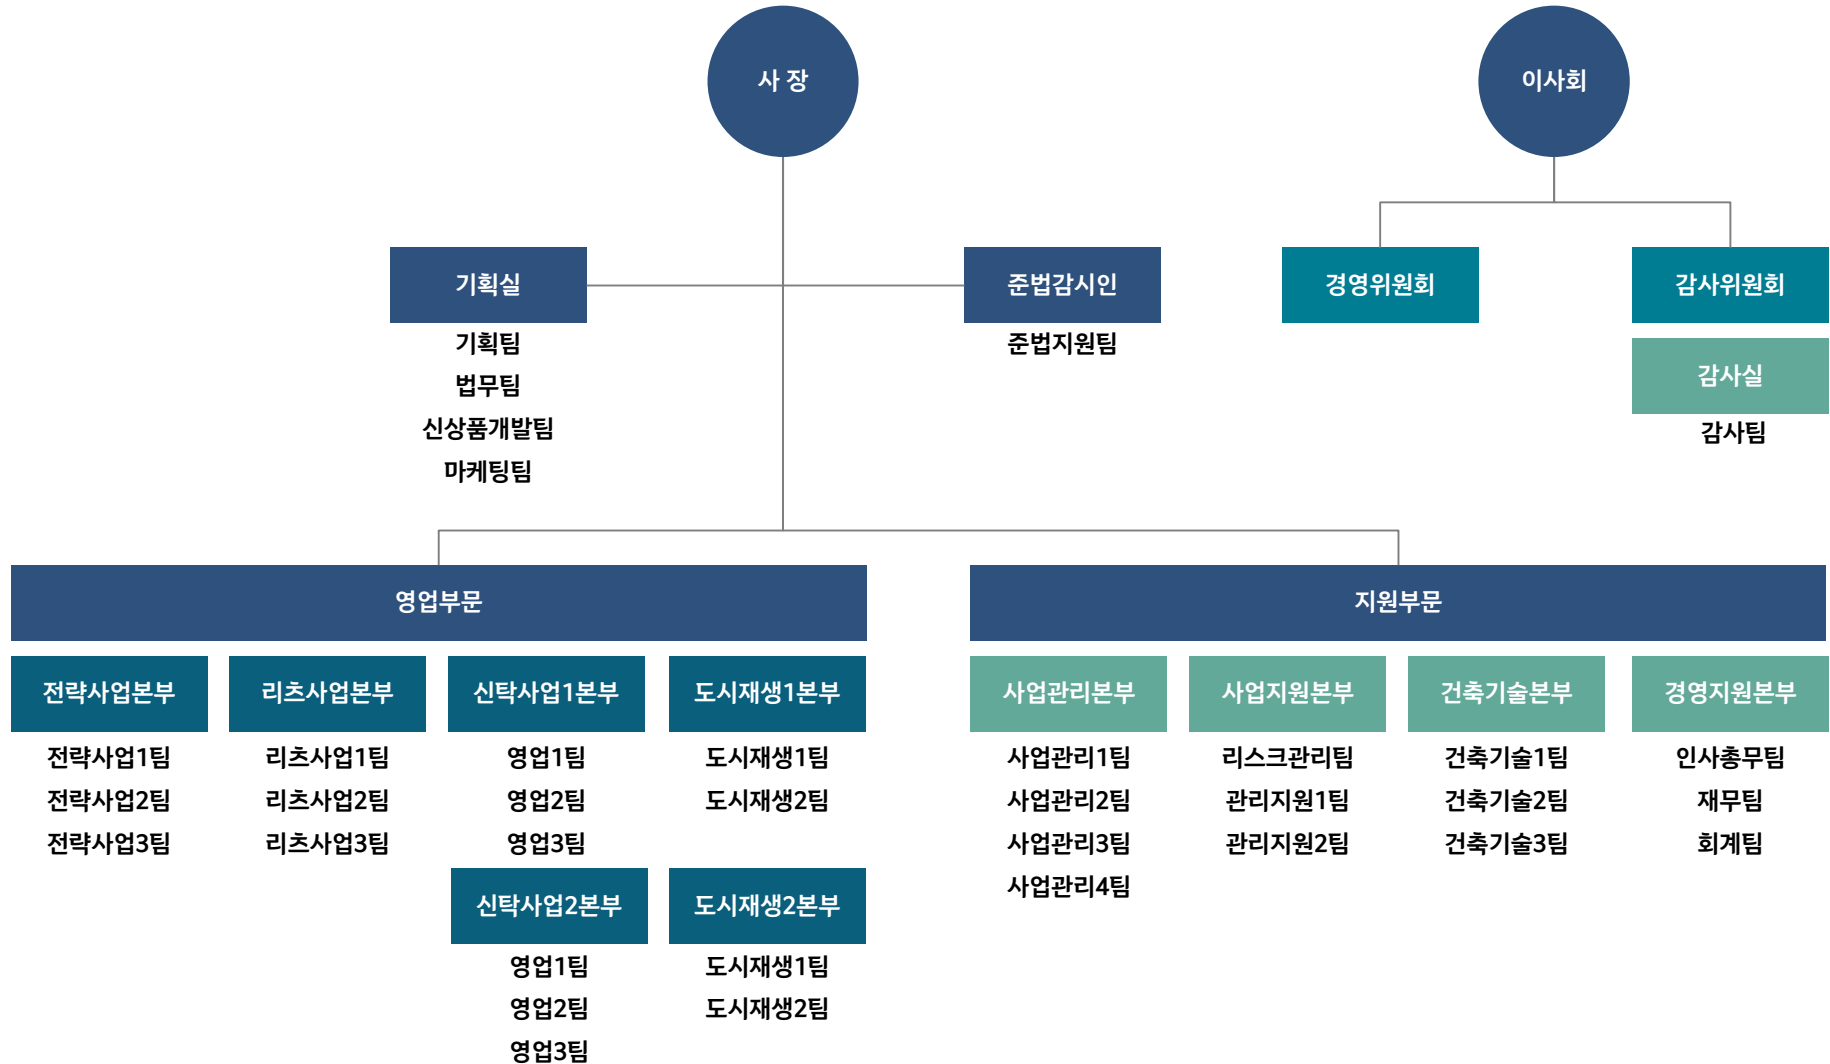 사 장
이사회
기획실
준법감시인
경영위원회
감사위원회
기획팀
법무팀
신상품개발팀
마케팅팀
준법지원팀
감사실
감사팀
영업부문
지원부문
전략사업본부
전략사업1팀
전략사업2팀
전략사업3팀
리츠사업본부
리츠사업1팀
리츠사업2팀
리츠사업3팀
신탁사업1본부
영업1팀
영업2팀
영업3팀
신탁사업2본부
영업1팀
영업2팀
영업3팀
도시재생1본부
도시재생1팀
도시재생2팀
도시재생2본부
도시재생1팀
도시재생2팀
사업관리본부
사업관리1팀
사업관리2팀
사업관리3팀
사업관리4팀
사업지원본부
리스크관리팀
관리지원1팀
관리지원2팀
건축기술본부
건축기술1팀
건축기술2팀
건축기술3팀
경영지원본부
인사총무팀
재무팀
회계팀